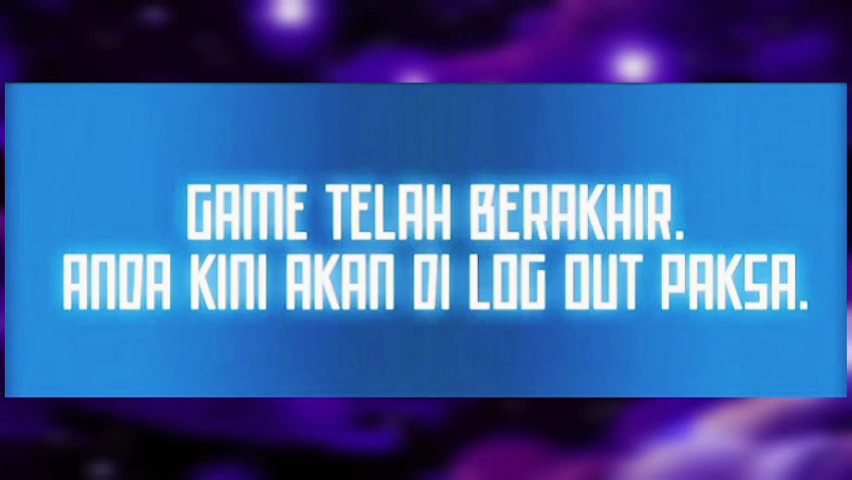 GAME TELAH BERAKHIR.
ANDA KINI AKAN DI LOG OUT PAKSA.